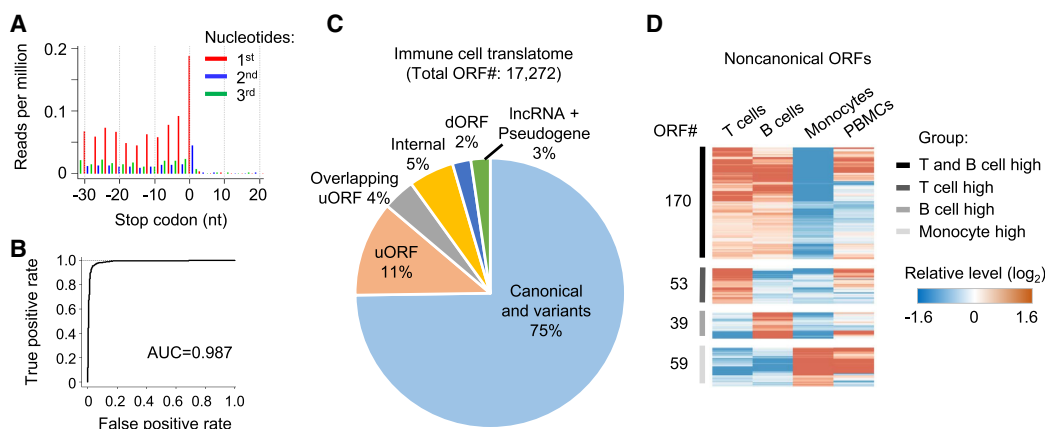 A
Nucleotides:
1st
2nd
3rd
Reads per million
0.2
0.1
0
-30 -20 -10 0 10 20
Stop codon (nt)
B
True positive rate
1.0
0.8
0.6
0.4
0.2
0
AUC=0.987
0 0.2 0.4 0.6 0.8 1.0
False positive rate
C
Immune cell translatome
(Total ORF#: 17,272)
lncRNA +
Pseudogene
3%
dORF
2%
Internal
5%
Overlapping
uORF 4%
uORF
11%
Canonical
and variants
75%
D
Noncanonical ORFs
ORF# T cells B cells Monocytes PBMCs
170
53
39
59
Group:
T and B cell high
T cell high
B cell high
Monocyte high
Relative level (log2)
-1.6 0 1.6